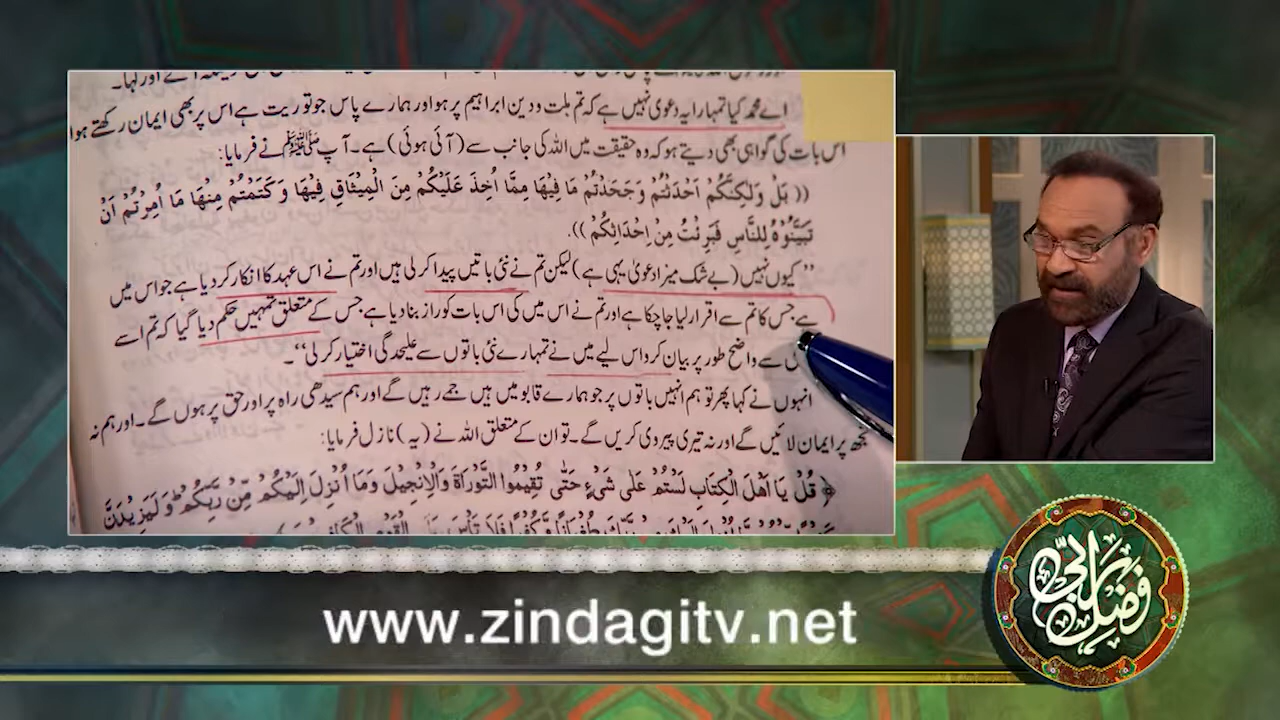 اے محمد کیا تمہارا یہ دعویٰ نہیں ہے کہ تم ملت و دین ابراہیم پر ہو اور ہمارے پاس جو توریت ہے اس پر بھی ایمان رکھتے ہو
اس بات کی گواہی بھی دیتے ہو کہ وہ حقیقت میں اللہ کی جانب سے (آئی ہوئی) ہے۔ آپ ﷺ نے فرمایا:
(( بَلٰی وَلٰکِنَّکُمْ اَحْدَثْتُمْ وَجَحَدْتُمْ مَا فِیْهَا مِمَّا اُخِذَ عَلَیْکُمْ مِنَ الْمِیْثَاقِ فِیْهَا وَکَتَمْتُمْ مِنْهَا مَا اُمِرْتُمْ اَنْ
تُبَیِّنُوْهُ لِلنَّاسِ فَبَرِئْتُ مِنْ اِحْدَاثِکُمْ )).
"کیوں نہیں (بے شک میرا دعویٰ یہی ہے) لیکن تم نے نئی باتیں پیدا کر لی ہیں اور تم نے اس عہد کا انکار کر دیا ہے جو اس میں
ہے جس کا تم سے اقرار لیا جا چکا ہے اور تم نے اس میں کی اس بات کو راز بنا دیا ہے جس کے متعلق تمہیں حکم دیا گیا کہ تم اسے
سے واضح طور پر بیان کرو اس لیے میں نے تمہارے نئی باتوں سے علیحدگی اختیار کر لی"۔
انہوں نے کہا پھر تو ہم انہیں باتوں پر جو ہمارے قابو میں ہیں جمے رہیں گے اور ہم سیدھی راہ پر اور حق پر ہوں گے۔ اور ہم نہ
تجھ پر ایمان لائیں گے اور نہ تیری پیروی کریں گے۔ تو ان کے متعلق اللہ نے (یہ) نازل فرمایا:
﴿ قُلْ یَا اَهْلَ الْکِتَابِ لَسْتُمْ عَلٰی شَیْءٍ حَتّٰی تُقِیْمُوا التَّوْرَاةَ وَالْاِنْجِیْلَ وَمَا اُنْزِلَ اِلَیْکُمْ مِّنْ رَّبِّکُمْ وَلَیَزِیْدَنَّ
www.zindagitv.net
فضلِ ربی